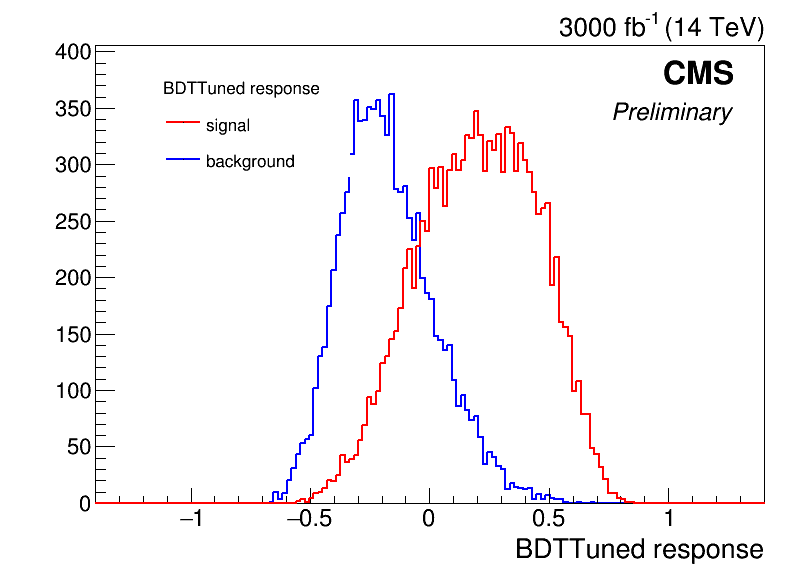 3000 fb⁻¹ (14 TeV)
400
CMS
BDTTuned response
350
Preliminary
signal
background
300
250
200
150
100
50
0
−1
−0.5
0
0.5
1
BDTTuned response